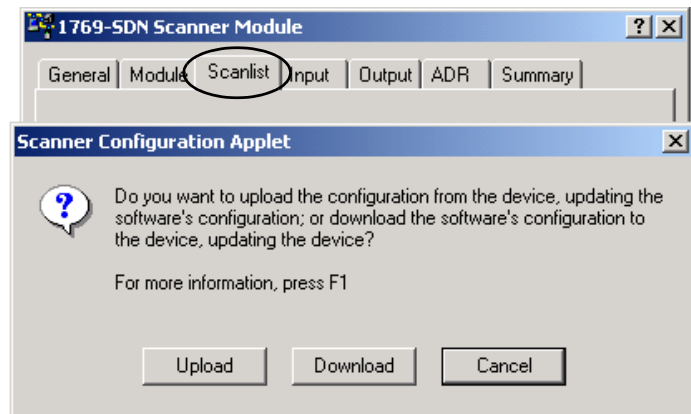 1769-SDN Scanner Module ? X
General Module Scanlist Input Output ADR Summary
Scanner Configuration Applet X
? Do you want to upload the configuration from the device, updating the
software's configuration; or download the software's configuration to
the device, updating the device?
For more information, press F1
Upload Download Cancel